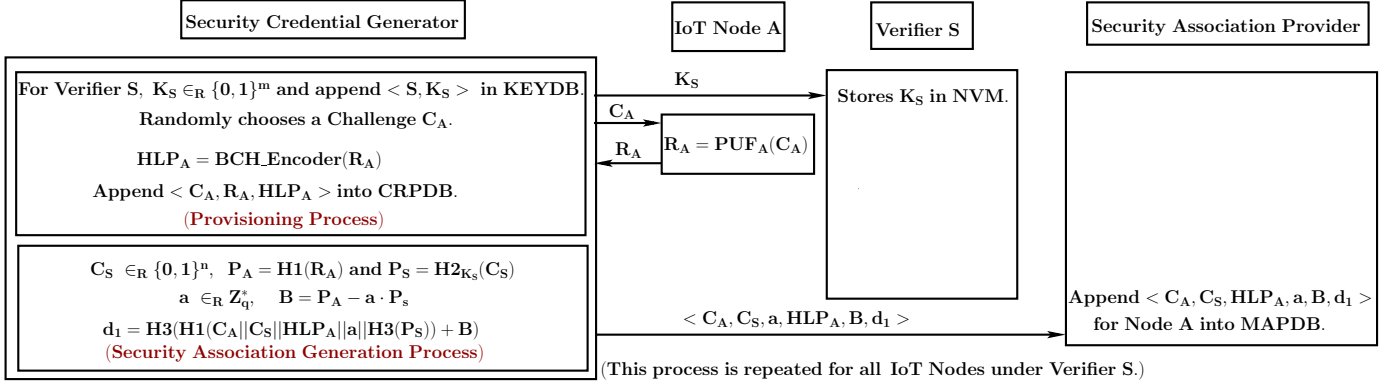 Security Credential Generator
IoT Node A
Verifier S
Security Association Provider
For Verifier S, K_S ∈_R {0, 1}^m and append < S, K_S > in KEYDB.
Randomly chooses a Challenge C_A.
HLP_A = BCH_Encoder(R_A)
Append < C_A, R_A, HLP_A > into CRPDB.
(Provisioning Process)
K_S
C_A
R_A
R_A = PUF_A(C_A)
Stores K_S in NVM.
C_S ∈_R {0, 1}^n, P_A = H1(R_A) and P_S = H2_{K_S}(C_S)
a ∈_R Z_q^*, B = P_A − a · P_s
d_1 = H3(H1(C_A||C_S||HLP_A||a||H3(P_S)) + B)
(Security Association Generation Process)
< C_A, C_S, a, HLP_A, B, d_1 >
Append < C_A, C_S, HLP_A, a, B, d_1 >
for Node A into MAPDB.
(This process is repeated for all IoT Nodes under Verifier S.)